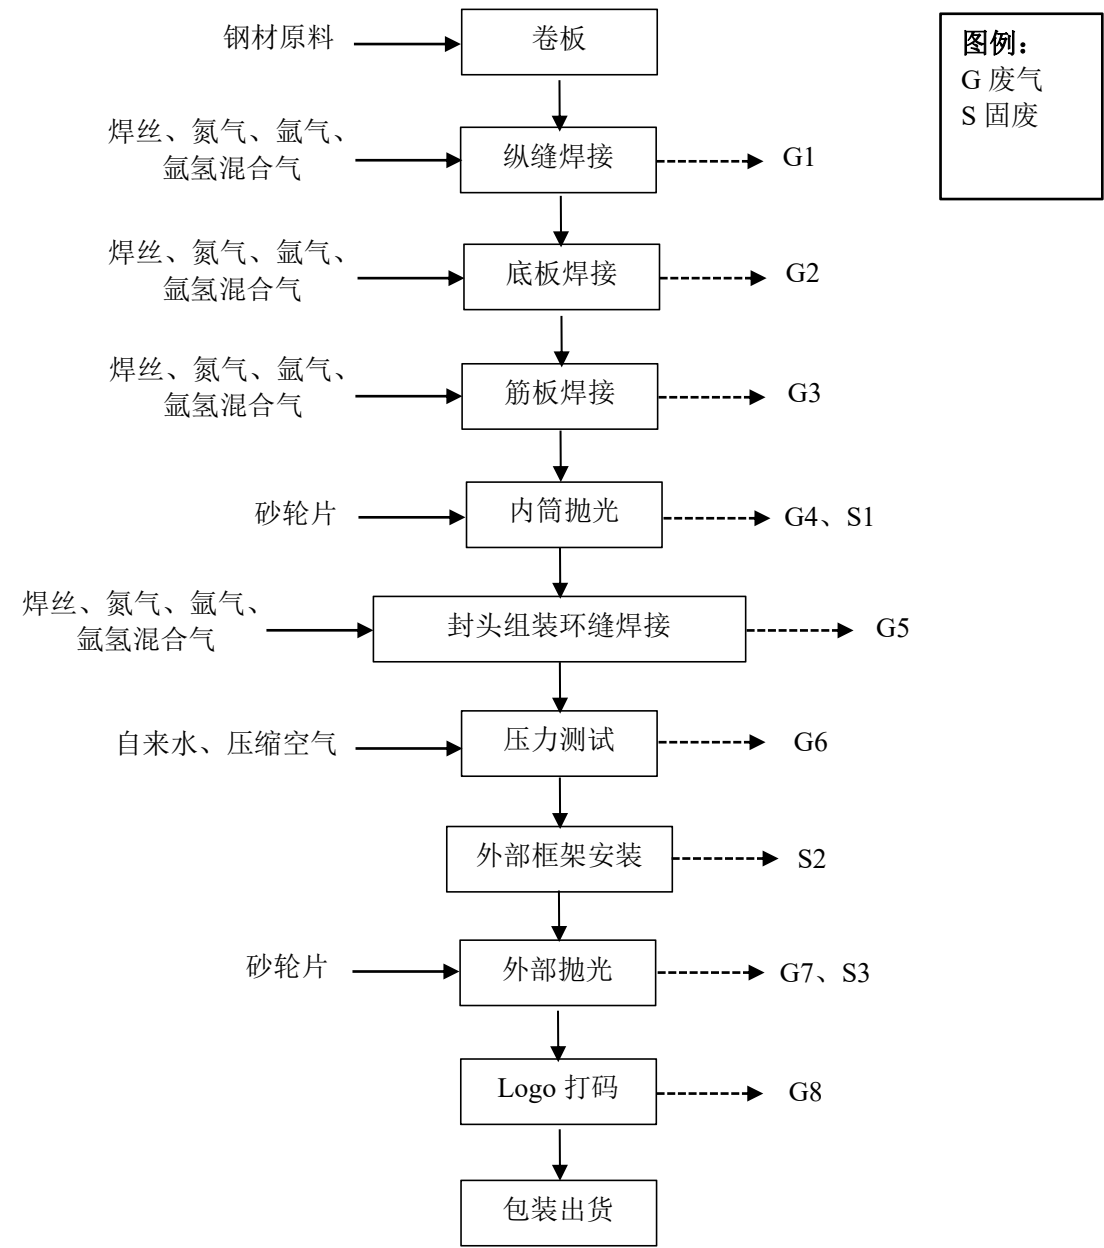 钢材原料
卷板
图例：
G 废气
S 固废
焊丝、氮气、氩气、
氩氢混合气
纵缝焊接
G1
焊丝、氮气、氩气、
氩氢混合气
底板焊接
G2
焊丝、氮气、氩气、
氩氢混合气
筋板焊接
G3
砂轮片
内筒抛光
G4、S1
焊丝、氮气、氩气、
氩氢混合气
封头组装环缝焊接
G5
自来水、压缩空气
压力测试
G6
外部框架安装
S2
砂轮片
外部抛光
G7、S3
Logo 打码
G8
包装出货